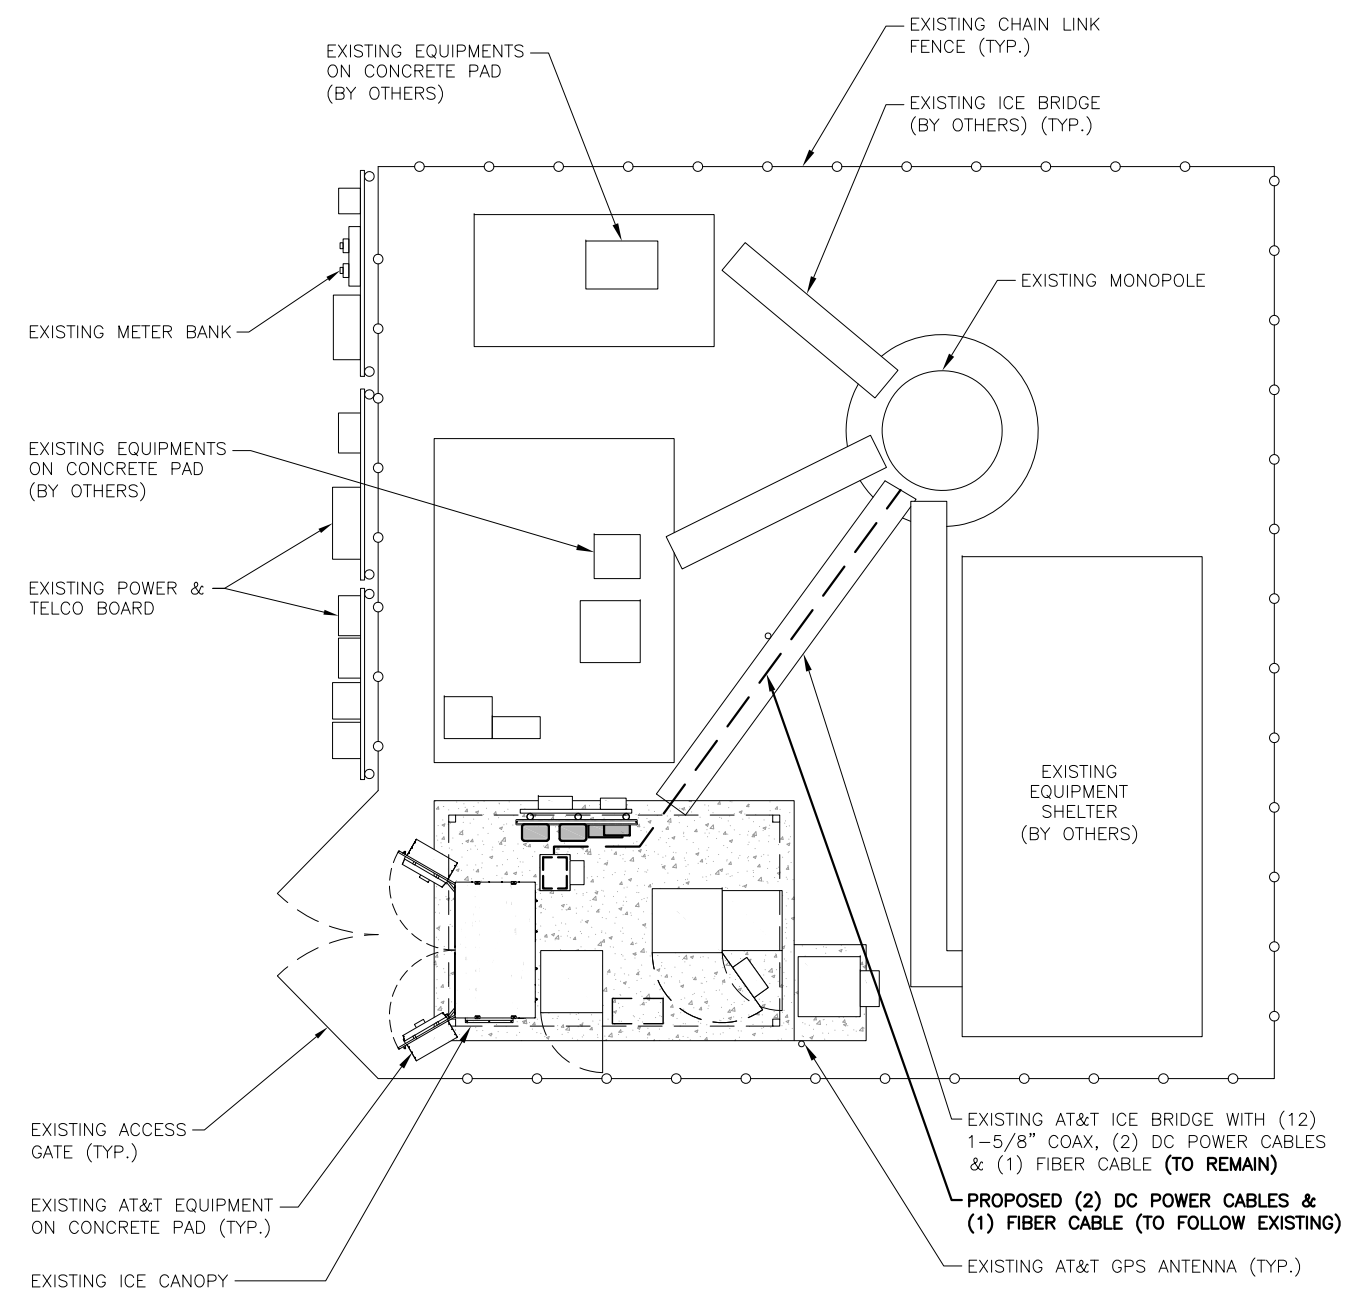 EXISTING CHAIN LINK
FENCE (TYP.)
EXISTING EQUIPMENTS
ON CONCRETE PAD
(BY OTHERS)
EXISTING ICE BRIDGE
(BY OTHERS) (TYP.)
EXISTING MONOPOLE
EXISTING METER BANK
EXISTING EQUIPMENTS
ON CONCRETE PAD
(BY OTHERS)
EXISTING POWER &
TELCO BOARD
EXISTING
EQUIPMENT
SHELTER
(BY OTHERS)
EXISTING ACCESS
GATE (TYP.)
EXISTING AT&T EQUIPMENT
ON CONCRETE PAD (TYP.)
EXISTING ICE CANOPY
EXISTING AT&T ICE BRIDGE WITH (12)
1-5/8" COAX, (2) DC POWER CABLES
& (1) FIBER CABLE (TO REMAIN)
PROPOSED (2) DC POWER CABLES &
(1) FIBER CABLE (TO FOLLOW EXISTING)
EXISTING AT&T GPS ANTENNA (TYP.)